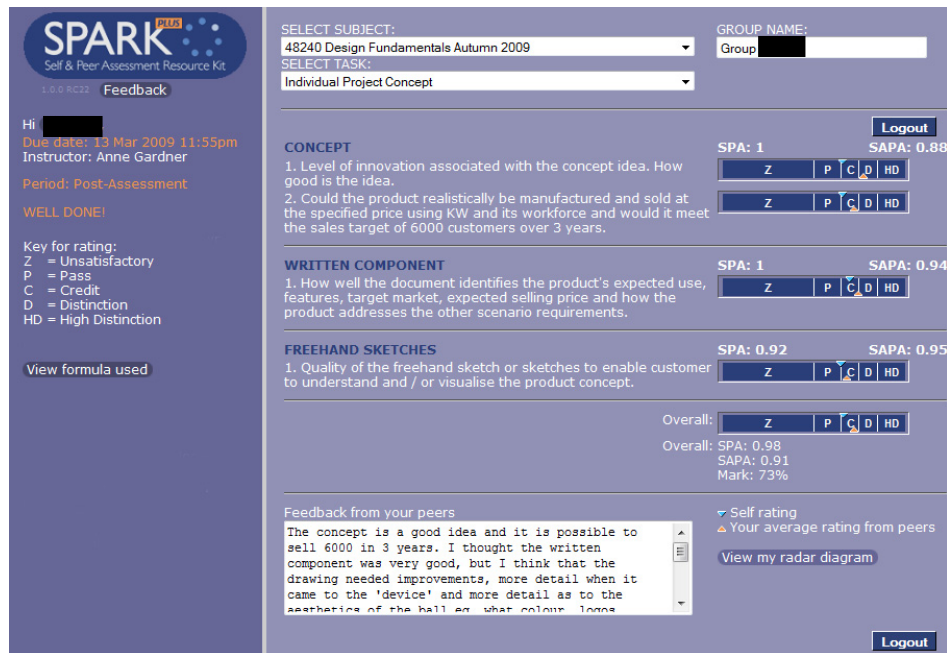 SPARK PLUS
Self & Peer Assessment Resource Kit
1.0.0 RC22 Feedback
Hi
Due date: 13 Mar 2009 11:55pm
Instructor: Anne Gardner
Period: Post-Assessment
WELL DONE!
Key for rating:
Z = Unsatisfactory
P = Pass
C = Credit
D = Distinction
HD = High Distinction
View formula used
SELECT SUBJECT:
48240 Design Fundamentals Autumn 2009
SELECT TASK:
Individual Project Concept
GROUP NAME:
Group
Logout
CONCEPT SPA: 1 SAPA: 0.88
1. Level of innovation associated with the concept idea. How
good is the idea.
Z P C D HD
2. Could the product realistically be manufactured and sold at
the specified price using KW and its workforce and would it meet
the sales target of 6000 customers over 3 years.
Z P C D HD
WRITTEN COMPONENT SPA: 1 SAPA: 0.94
1. How well the document identifies the product's expected use,
features, target market, expected selling price and how the
product addresses the other scenario requirements.
Z P C D HD
FREEHAND SKETCHES SPA: 0.92 SAPA: 0.95
1. Quality of the freehand sketch or sketches to enable customer
to understand and / or visualise the product concept.
Z P C D HD
Overall: Z P C D HD
Overall: SPA: 0.98
SAPA: 0.91
Mark: 73%
Feedback from your peers
The concept is a good idea and it is possible to
sell 6000 in 3 years. I thought the written
component was very good, but I think that the
drawing needed improvements, more detail when it
came to the 'device' and more detail as to the
aesthetics of the ball eg. what colour, logos
Self rating
Your average rating from peers
View my radar diagram
Logout